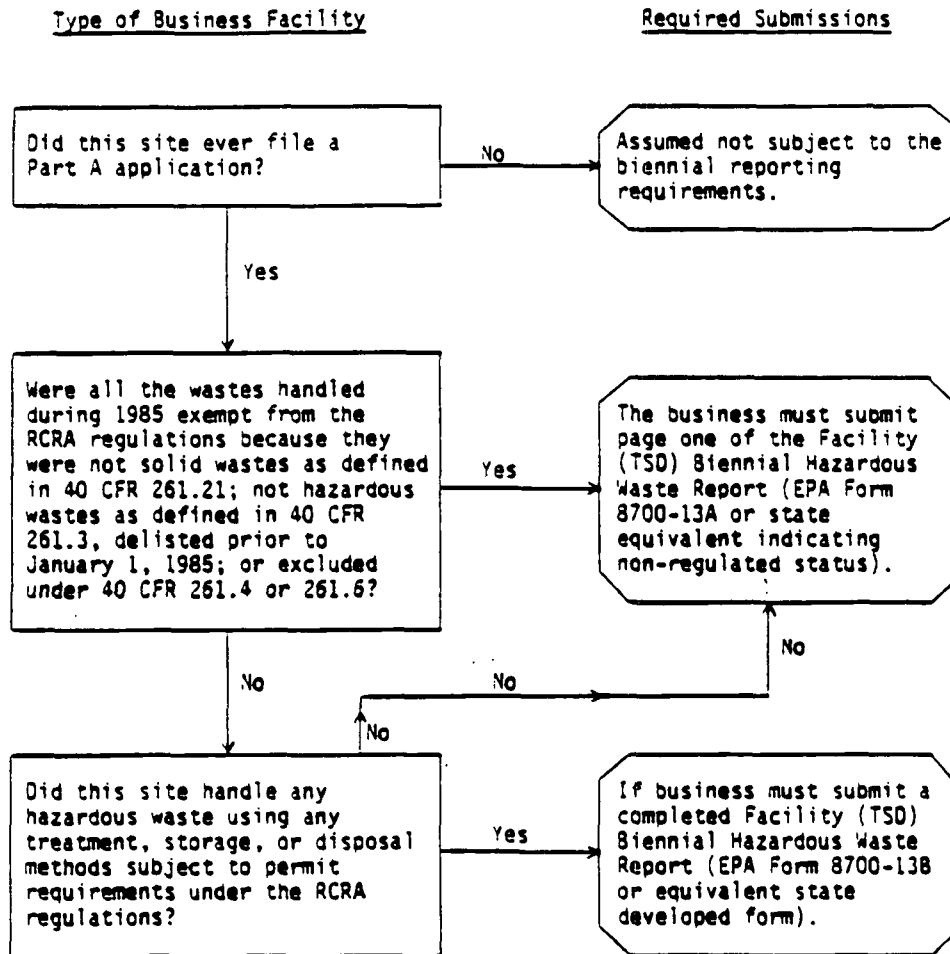 Type of Business Facility
Required Submissions
Did this site ever file a
Part A application?
No
Assumed not subject to the
biennial reporting
requirements.
Yes
Were all the wastes handled
during 1985 exempt from the
RCRA regulations because they
were not solid wastes as defined
in 40 CFR 261.21; not hazardous
wastes as defined in 40 CFR
261.3, delisted prior to
January 1, 1985; or excluded
under 40 CFR 261.4 or 261.6?
Yes
The business must submit
page one of the Facility
(TSD) Biennial Hazardous
Waste Report (EPA Form
8700-13A or state
equivalent indicating
non-regulated status).
No
No
No
No
Did this site handle any
hazardous waste using any
treatment, storage, or disposal
methods subject to permit
requirements under the RCRA
regulations?
Yes
If business must submit a
completed Facility (TSD)
Biennial Hazardous Waste
Report (EPA Form 8700-13B
or equivalent state
developed form).